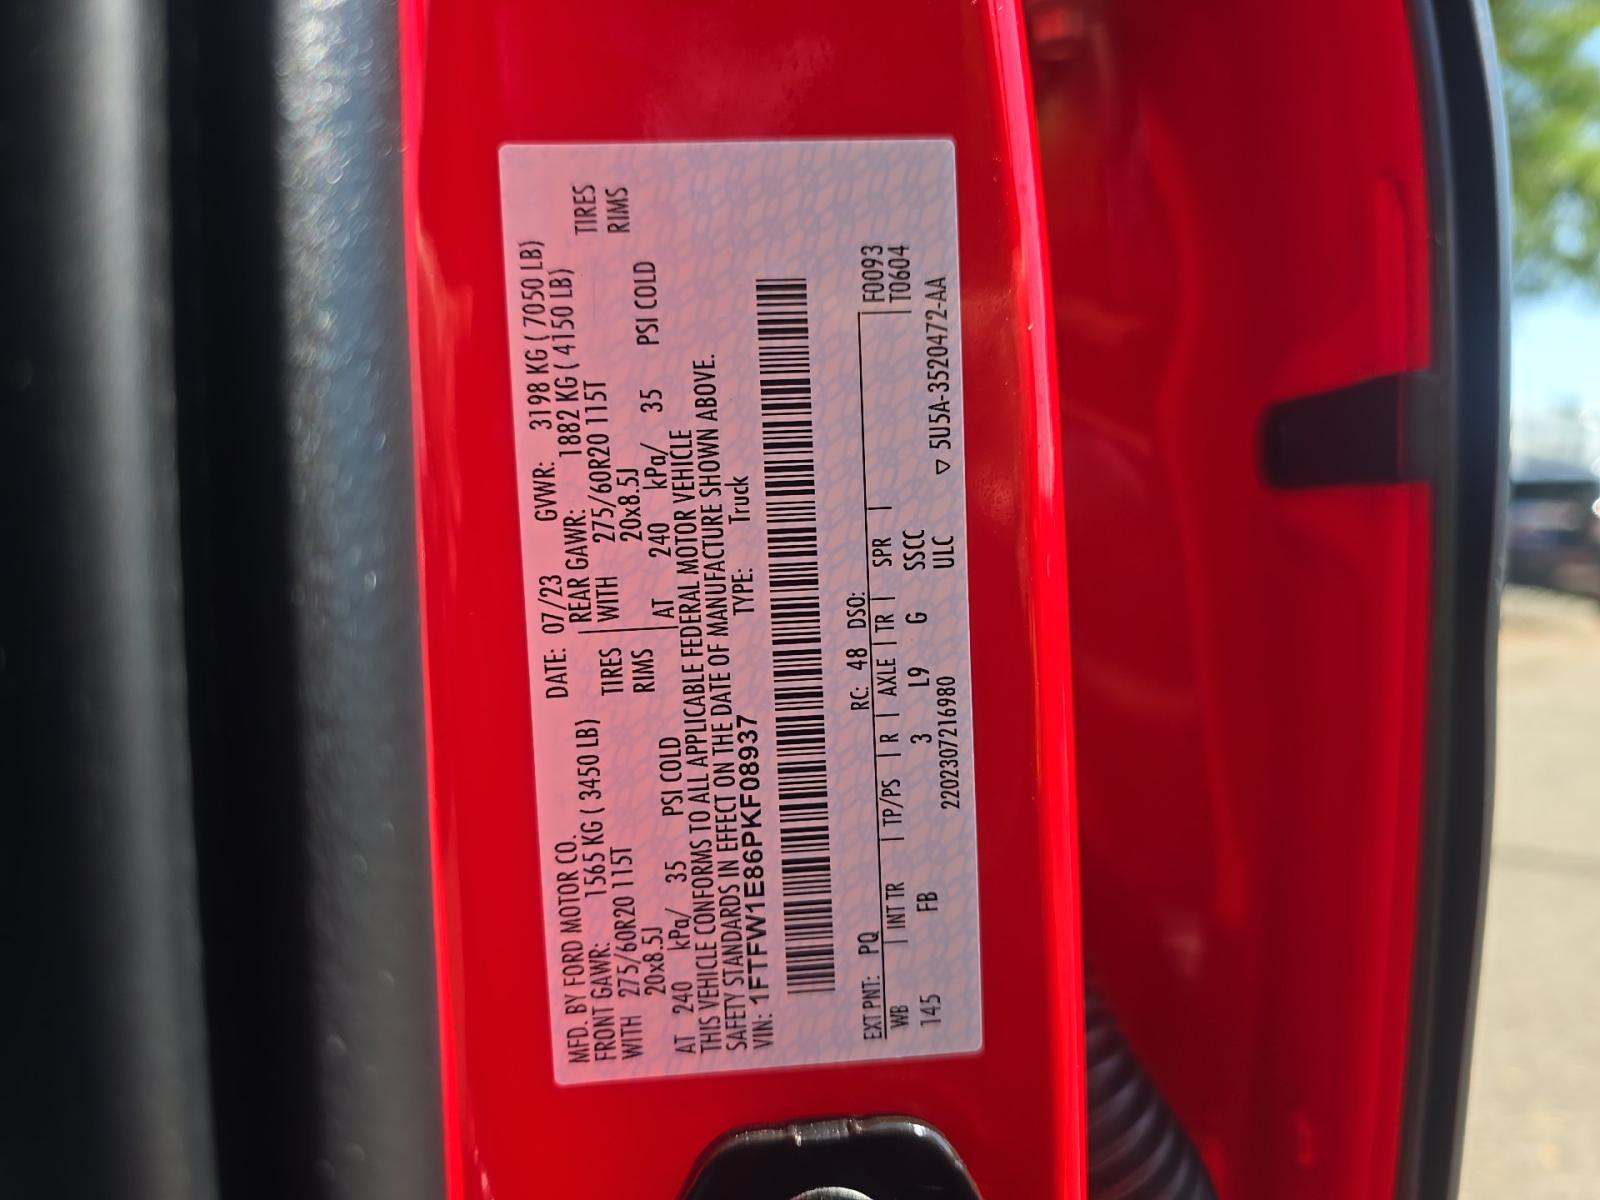 MFD. BY FORD MOTOR CO. DATE: 07/23 GVWR: 3198 KG ( 7050 LB)
FRONT GAWR: 1565 KG ( 3450 LB) REAR GAWR: 1882 KG ( 4150 LB)
WITH 275/60R20 115T TIRES WITH 275/60R20 115T TIRES
20x8.5J RIMS 20x8.5J RIMS
AT 240 kPa/ 35 PSI COLD AT 240 kPa/ 35 PSI COLD
THIS VEHICLE CONFORMS TO ALL APPLICABLE FEDERAL MOTOR VEHICLE
SAFETY STANDARDS IN EFFECT ON THE DATE OF MANUFACTURE SHOWN ABOVE.
VIN: 1FTFW1E86PKF08937 TYPE: Truck
EXT PNT: PQ RC: 48 DSO: F0093
WB | INT TR | TP/PS | R | AXLE | TR | SPR | T0604
145 FB 3 L9 G SSCC
2202307216980 ULC ▽ 5U5A-3520472-AA